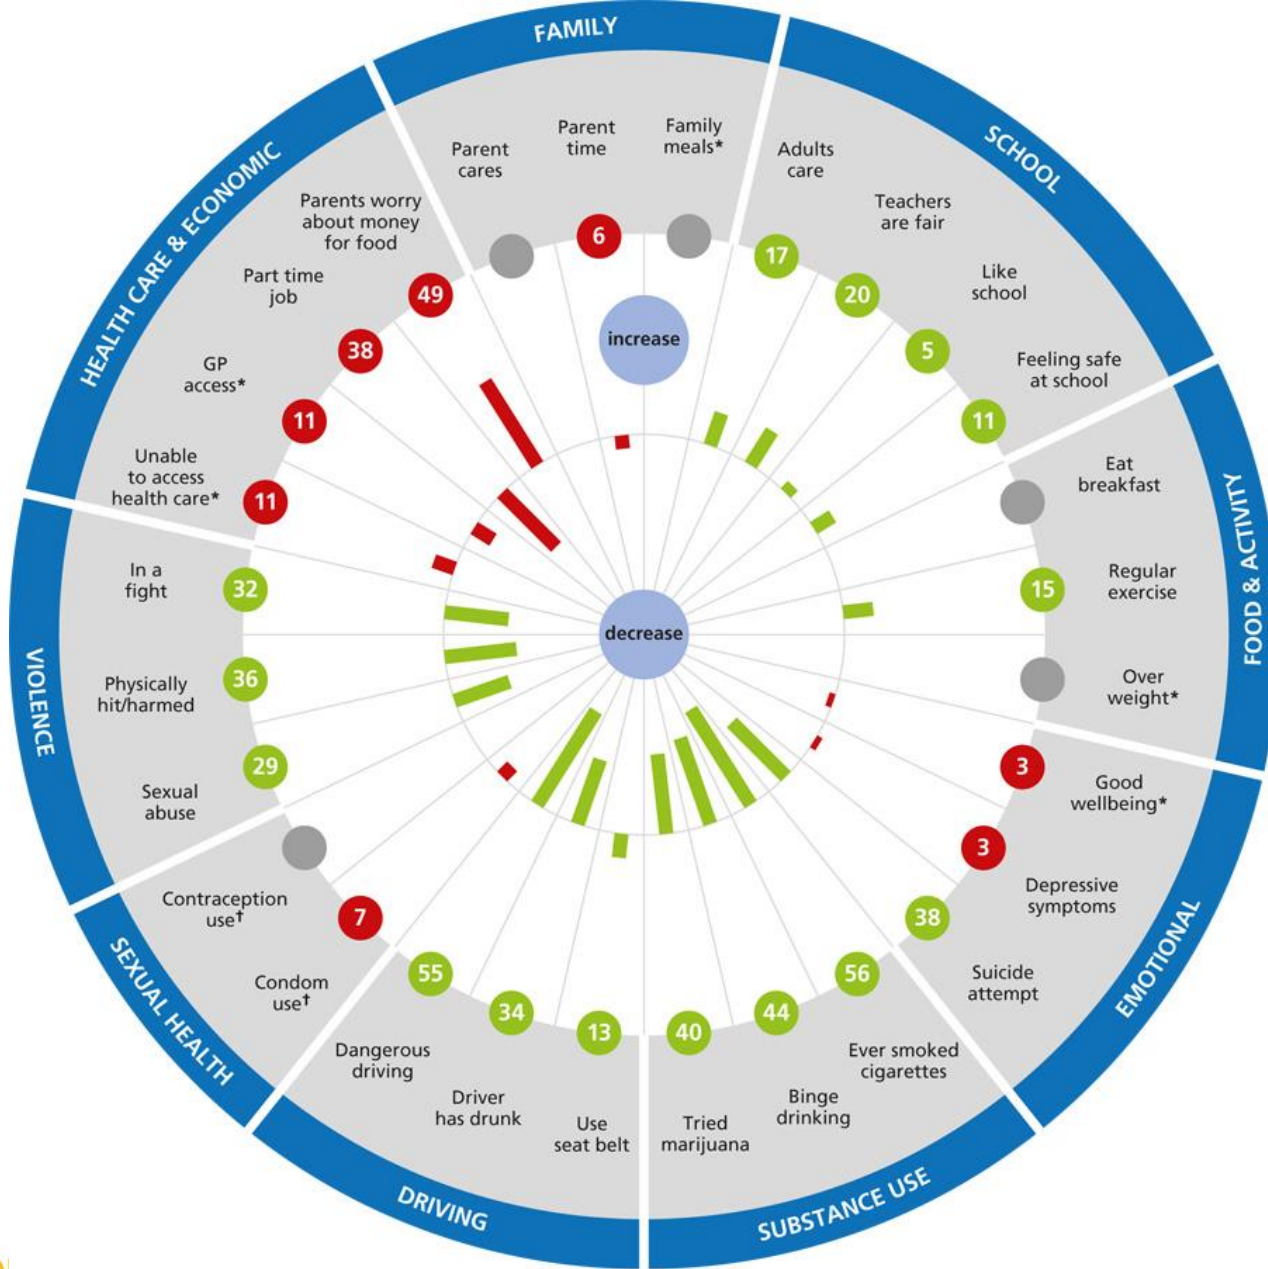 FAMILY
Parent
cares
Parent
time
6
Family
meals*
SCHOOL
Adults
care
17
Teachers
are fair
20
Like
school
5
Feeling safe
at school
11
FOOD & ACTIVITY
Eat
breakfast
Regular
exercise
15
Over
weight*
EMOTIONAL
Good
wellbeing*
3
Depressive
symptoms
3
Suicide
attempt
38
SUBSTANCE USE
Ever smoked
cigarettes
56
Binge
drinking
44
Tried
marijuana
40
DRIVING
Use
seat belt
13
Driver
has drunk
34
Dangerous
driving
55
SEXUAL HEALTH
Condom
use†
7
Contraception
use†
VIOLENCE
Sexual
abuse
29
Physically
hit/harmed
36
In a
fight
32
HEALTH CARE & ECONOMIC
Unable
to access
health care*
11
GP
access*
11
Part time
job
38
Parents worry
about money
for food
49
increase
decrease